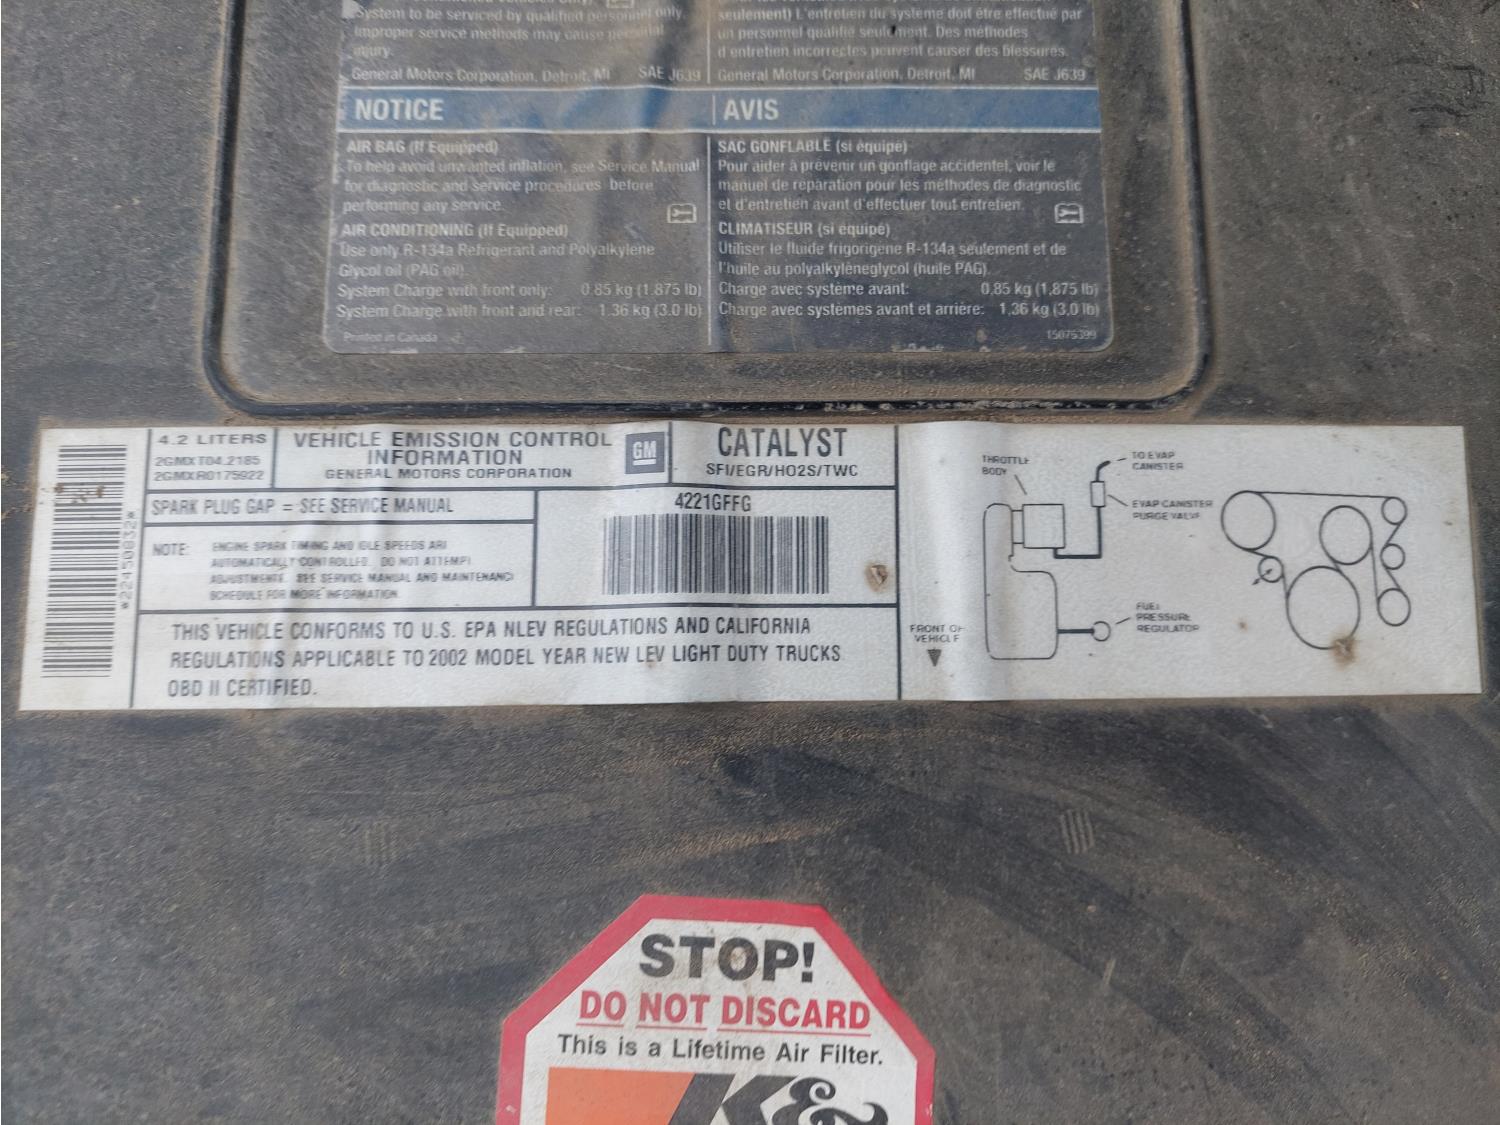 System to be serviced by qualified personnel only.
Improper service methods may cause personal
injury.
General Motors Corporation, Detroit, MI SAE J639
seulement) L'entretien du système doit être effectué par
un personnel qualifié seulement. Des méthodes
d'entretien incorrectes peuvent causer des blessures.
General Motors Corporation, Detroit, MI SAE J639
NOTICE
AIR BAG (If Equipped)
To help avoid unwanted inflation, see Service Manual
for diagnostic and service procedures before
performing any service.
AIR CONDITIONING (If Equipped)
Use only R-134a Refrigerant and Polyalkylene
Glycol oil (PAG oil).
System Charge with front only: 0.85 kg (1.875 lb)
System Charge with front and rear: 1.36 kg (3.0 lb)
Printed in Canada
AVIS
SAC GONFLABLE (si équipé)
Pour aider à prévenir un gonflage accidentel, voir le
manuel de réparation pour les méthodes de diagnostic
et d'entretien avant d'effectuer tout entretien.
CLIMATISEUR (si équipé)
Utiliser le fluide frigorigène R-134a seulement et de
l'huile au polyalkylèneglycol (huile PAG).
Charge avec système avant: 0,85 kg (1,875 lb)
Charge avec systèmes avant et arrière: 1,36 kg (3,0 lb)
15075399
*22450832*
4.2 LITERS
2GMXT04.2185
2GMXR0175922
VEHICLE EMISSION CONTROL
INFORMATION
GENERAL MOTORS CORPORATION
GM
CATALYST
SFI/EGR/HO2S/TWC
SPARK PLUG GAP = SEE SERVICE MANUAL
NOTE: ENGINE SPARK TIMING AND IDLE SPEEDS ARE
AUTOMATICALLY CONTROLLED. DO NOT ATTEMPT
ADJUSTMENTS. SEE SERVICE MANUAL AND MAINTENANCE
SCHEDULE FOR MORE INFORMATION.
4221GFFG
THIS VEHICLE CONFORMS TO U.S. EPA NLEV REGULATIONS AND CALIFORNIA
REGULATIONS APPLICABLE TO 2002 MODEL YEAR NEW LEV LIGHT DUTY TRUCKS
OBD II CERTIFIED.
THROTTLE
BODY
TO EVAP
CANISTER
EVAP CANISTER
PURGE VALVE
FUEL
PRESSURE
REGULATOR
FRONT OF
VEHICLE
STOP!
DO NOT DISCARD
This is a Lifetime Air Filter.
K&